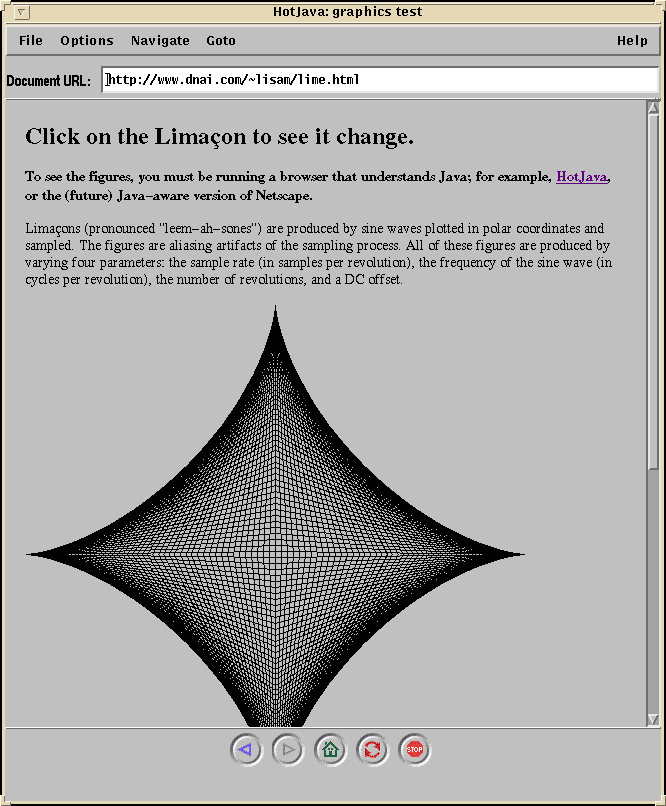 HotJava: graphics test
File Options Navigate Goto Help
Document URL: http://www.dnai.com/~lisam/lime.html
Click on the Limaçon to see it change.
To see the figures, you must be running a browser that understands Java; for example, HotJava,
or the (future) Java-aware version of Netscape.
Limaçons (pronounced "leem-ah-sones") are produced by sine waves plotted in polar coordinates and
sampled. The figures are aliasing artifacts of the sampling process. All of these figures are produced by
varying four parameters: the sample rate (in samples per revolution), the frequency of the sine wave (in
cycles per revolution), the number of revolutions, and a DC offset.
STOP